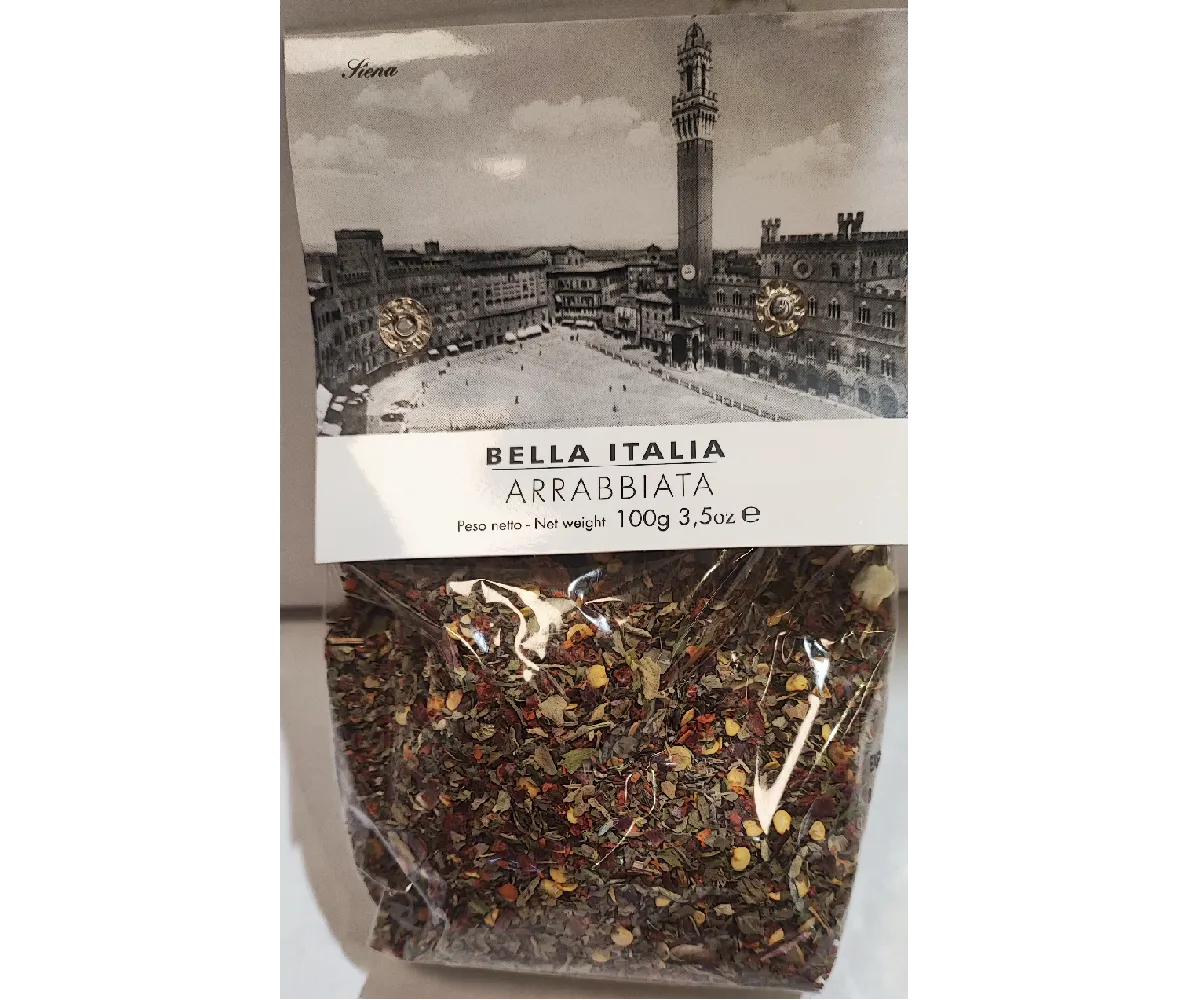 Siena
BELLA ITALIA
ARRABBIATA
Peso netto - Net weight 100g 3,5oz ℮